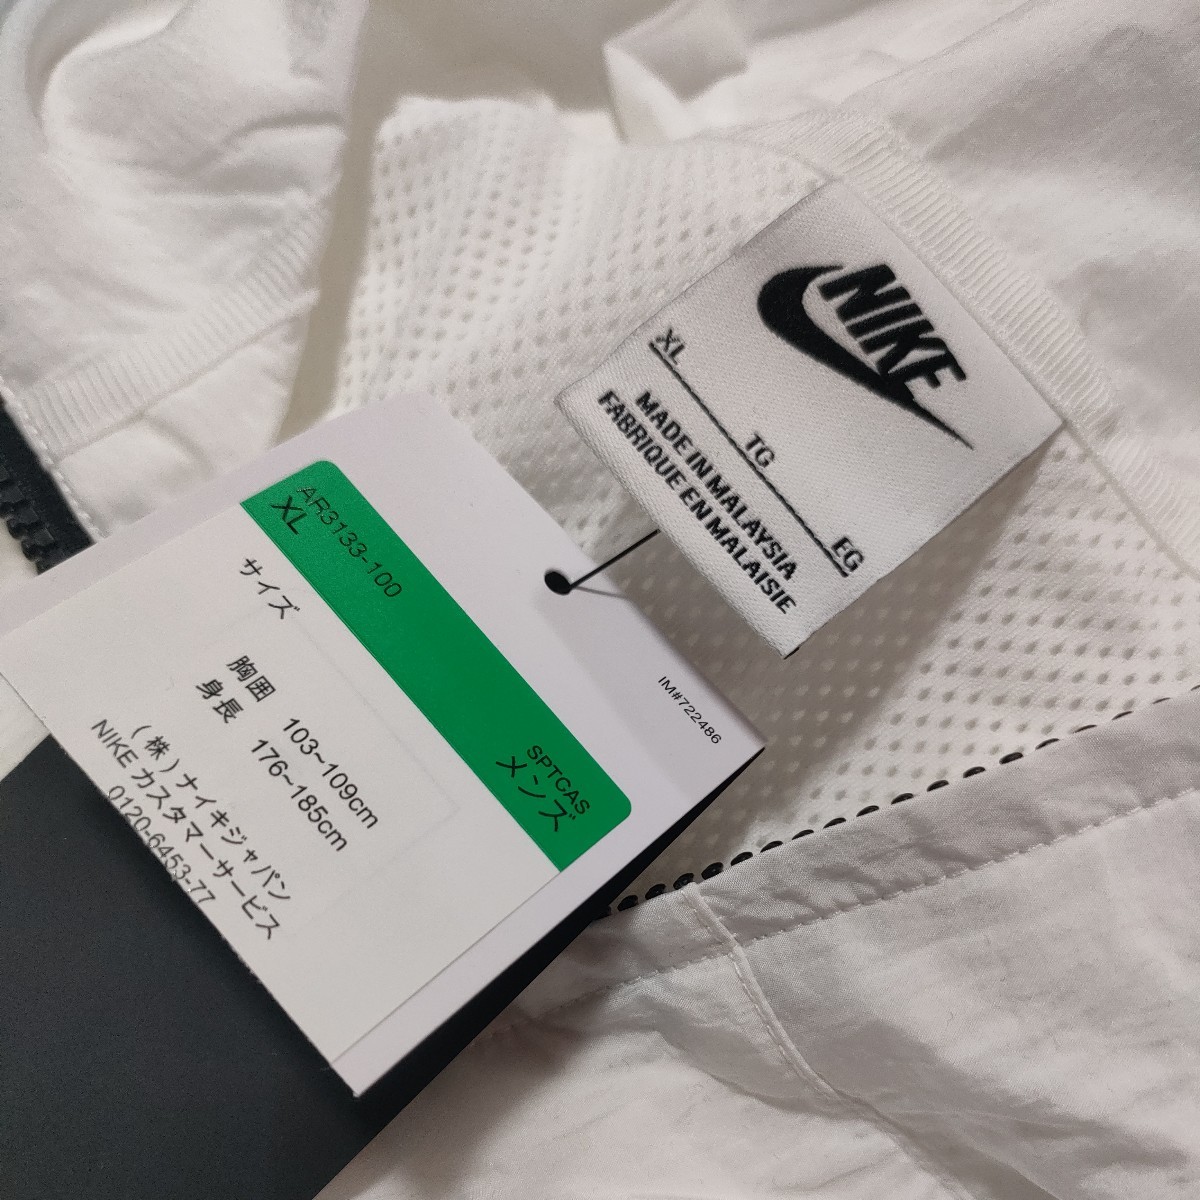 NIKE
XL TG EG
MADE IN MALAYSIA
FABRIQUE EN MALAISIE
IM#722486
AR3133-100 SPTCAS
XL メンズ
サイズ
胸囲 103~109cm
身長 176~185cm
(株)ナイキジャパン
NIKE カスタマーサービス
0120-6453-77